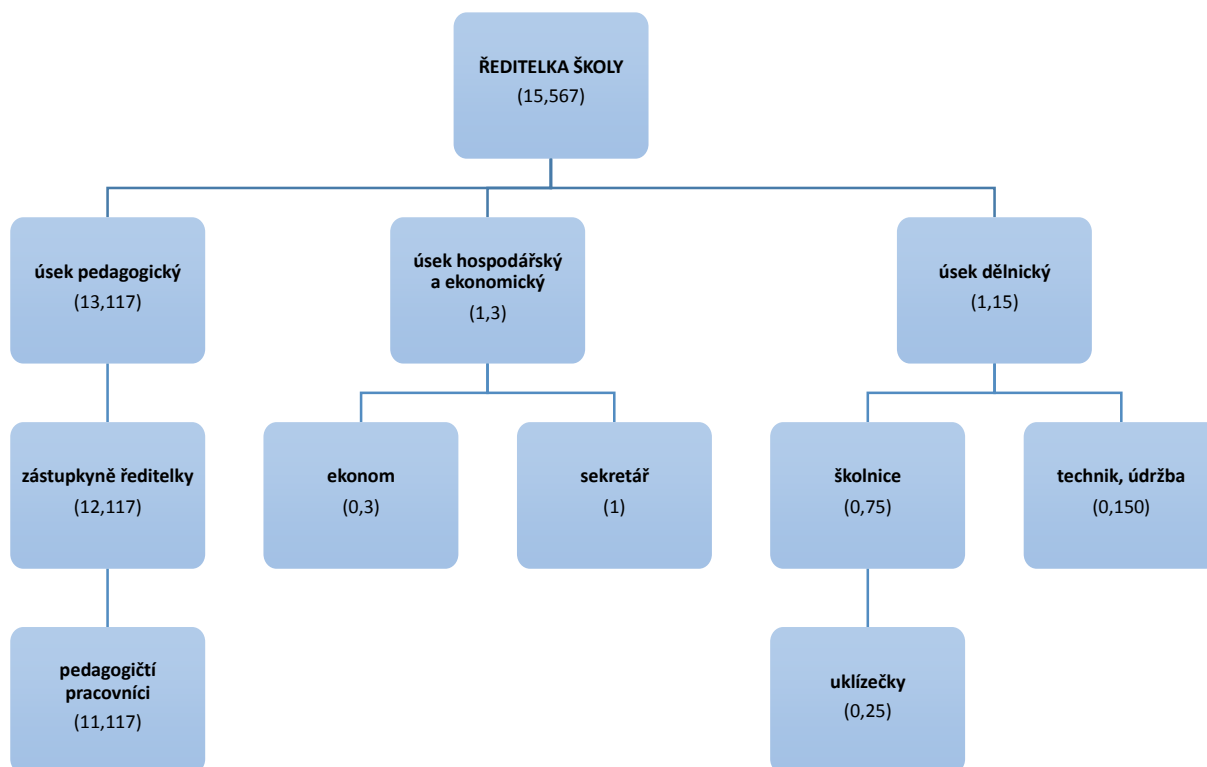 ŘEDITELKA ŠKOLY
(15,567)
úsek pedagogický
(13,117)
úsek hospodářský
a ekonomický
(1,3)
úsek dělnický
(1,15)
zástupkyně ředitelky
(12,117)
ekonom
(0,3)
sekretář
(1)
školnice
(0,75)
technik, údržba
(0,150)
pedagogičtí
pracovníci
(11,117)
uklízečky
(0,25)